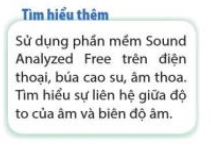 Tìm hiểu thêm
Sử dụng phần mềm Sound
Analyzed Free trên điện
thoại, búa cao su, âm thoa.
Tìm hiểu sự liên hệ giữa độ
to của âm và biên độ âm.